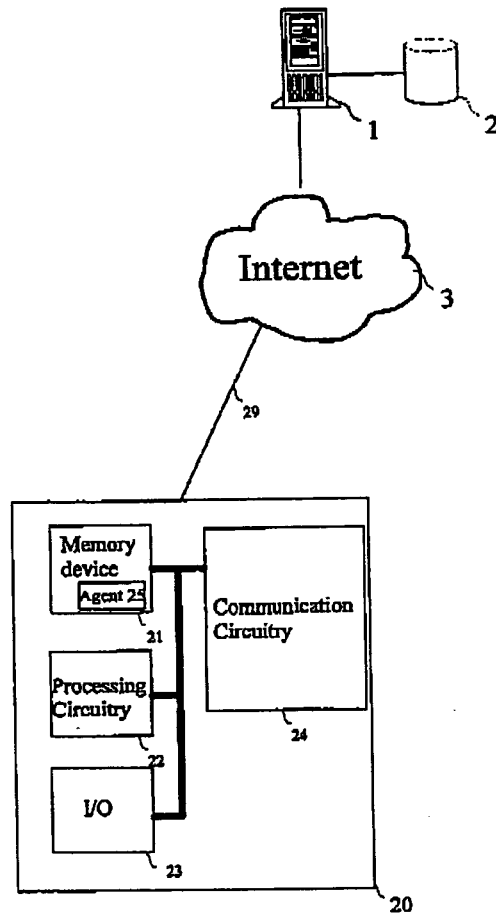 1
2
Internet
3
29
Memory
device
Agent 25
21
Communication
Circuitry
Processing
Circuitry
22
24
I/O
23
20